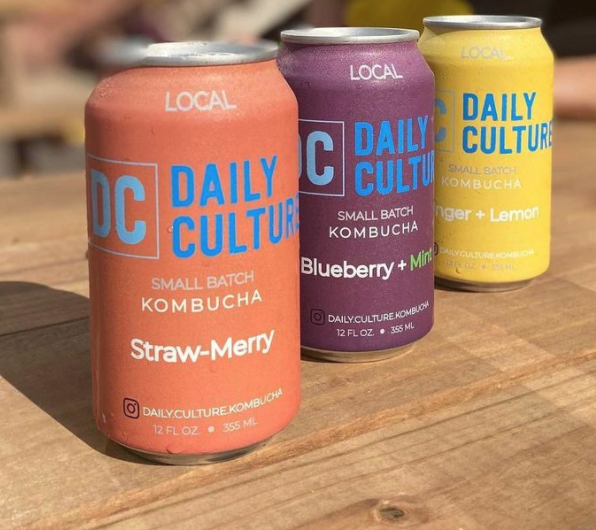 LOCAL
DC
DAILY
CULTURE
SMALL BATCH
KOMBUCHA
Straw-Merry
DAILY.CULTURE.KOMBUCHA
12 FL OZ. • 355 ML
LOCAL
DC
DAILY
CULTU
SMALL BATCH
KOMBUCHA
Blueberry + Mint
DAILY.CULTURE.KOMBUCHA
12 FL OZ. • 355 ML
LOCAL
C
DAILY
CULTURE
SMALL BATCH
KOMBUCHA
nger + Lemon
DAILY.CULTURE.KOMBUCHA